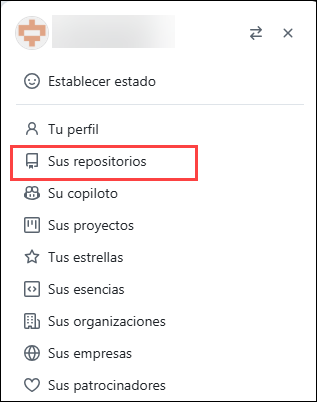 Establecer estado
Tu perfil
Sus repositorios
Su copiloto
Sus proyectos
Tus estrellas
Sus esencias
Sus organizaciones
Sus empresas
Sus patrocinadores